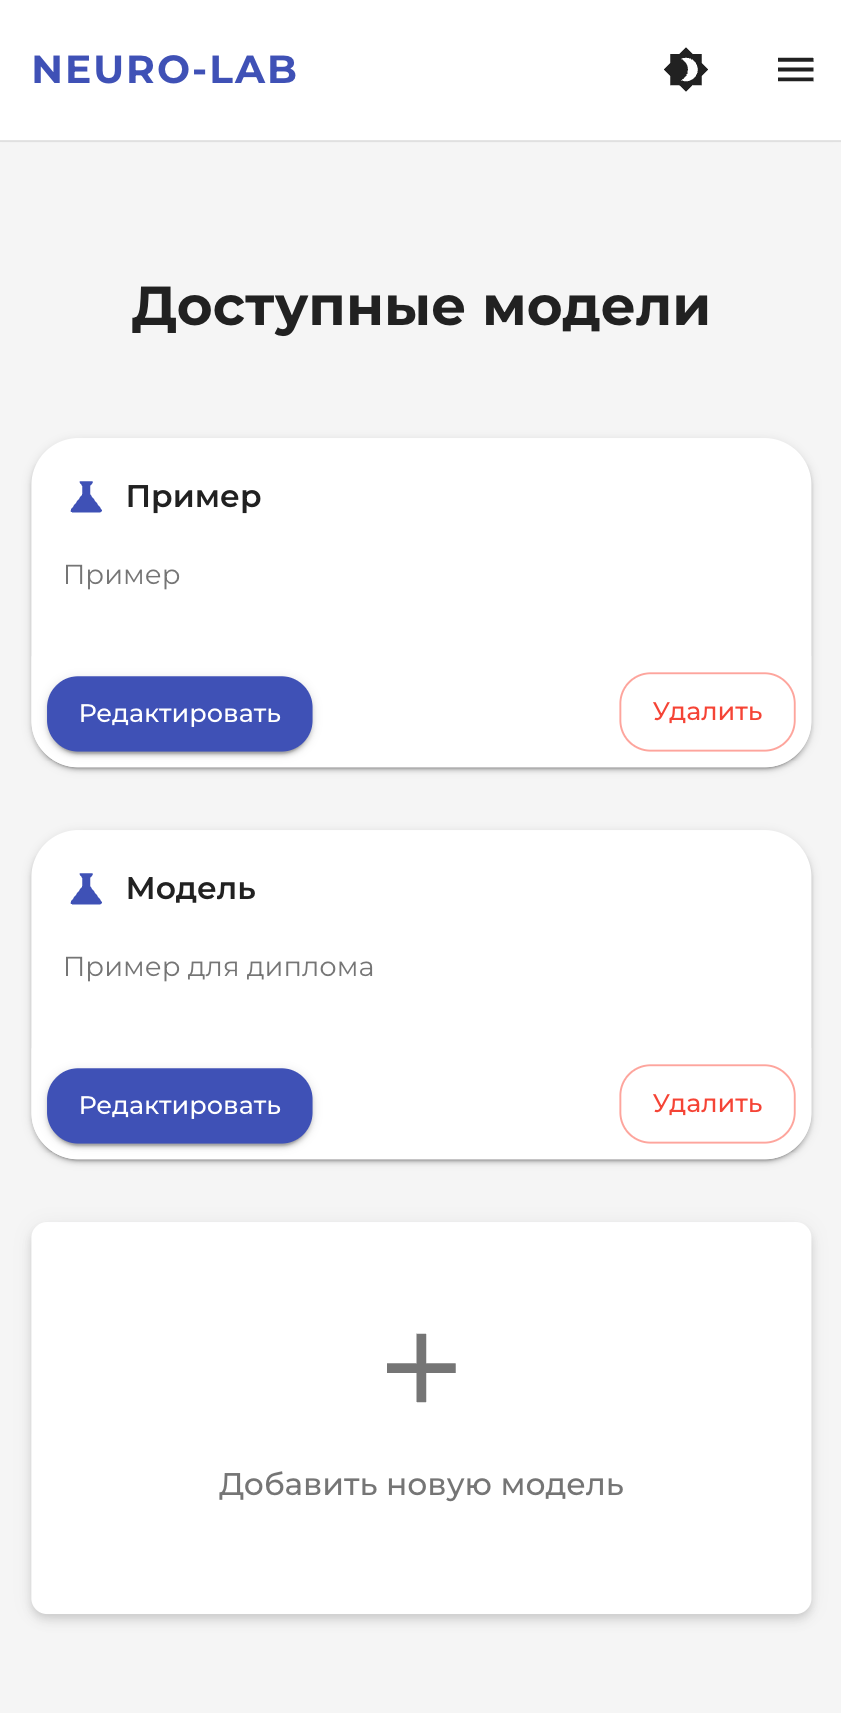 NEURO-LAB
Доступные модели
Пример
Пример
Редактировать
Удалить
Модель
Пример для диплома
Редактировать
Удалить
Добавить новую модель